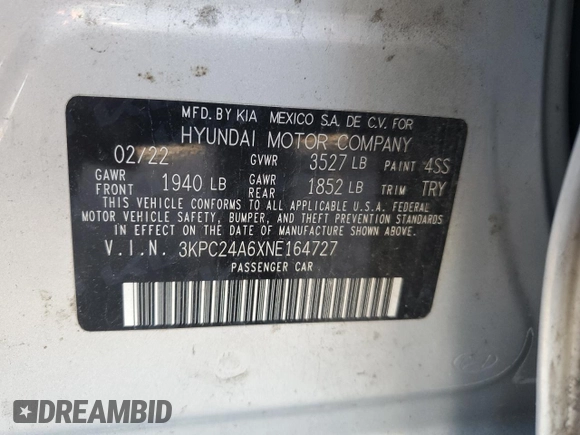 MFD. BY KIA MEXICO S.A. DE C.V. FOR
HYUNDAI MOTOR COMPANY
02/22 GVWR 3527 LB PAINT 4SS
GAWR FRONT 1940 LB GAWR REAR 1852 LB TRIM TRY
THIS VEHICLE CONFORMS TO ALL APPLICABLE U.S.A. FEDERAL
MOTOR VEHICLE SAFETY, BUMPER, AND THEFT PREVENTION STANDARDS
IN EFFECT ON THE DATE OF MANUFACTURE SHOWN ABOVE.
V.I.N. 3KPC24A6XNE164727
PASSENGER CAR
DREAMBID